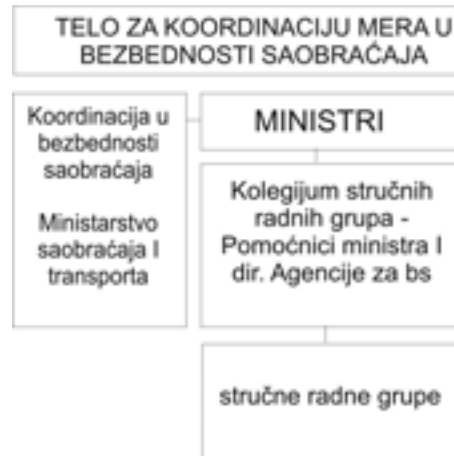 TELO ZA KOORDINACIJU MERA U
BEZBEDNOSTI SAOBRAĆAJA
Koordinacija u
bezbednosti
saobraćaja
Ministarstvo
saobraćaja I
transporta
MINISTRI
Kolegijum stručnih
radnih grupa -
Pomoćnici ministra I
dir. Agencije za bs
stručne radne grupe